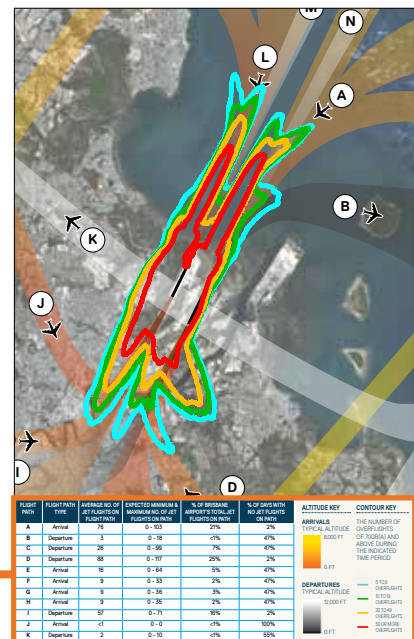 M
N
L
A
B
K
J
I
D
FLIGHT PATH
FLIGHT PATH TYPE
AVERAGE NO. OF JET FLIGHTS ON FLIGHT PATH
EXPECTED MINIMUM & MAXIMUM NO. OF JET FLIGHTS ON PATH
% OF BRISBANE AIRPORT'S TOTAL JET FLIGHTS ON PATH
% OF DAYS WITH NO JET FLIGHTS ON PATH
A Arrival 76 0 - 103 21% 2%
B Departure 3 0 - 18 <1% 7%
C Departure 26 0 - 99 7% 47%
D Departure 88 0 - 117 25% 2%
E Arrival 16 0 - 64 5% 47%
F Arrival 9 0 - 33 2% 47%
G Arrival 9 0 - 36 3% 47%
H Arrival 9 0 - 35 2% 47%
I Departure 57 0 - 71 16% 2%
J Arrival <1 0 - 0 <1% 100%
K Departure 2 0 - 10 <1% 55%
ALTITUDE KEY
ARRIVALS
TYPICAL ALTITUDE
8,000 FT
0 FT
DEPARTURES
TYPICAL ALTITUDE
12,000 FT
0 FT
CONTOUR KEY
THE NUMBER OF
OVERFLIGHTS
OF 70DB(A) AND
ABOVE DURING
THE INDICATED
TIME PERIOD
5 TO 9
OVERFLIGHTS
10 TO 19
OVERFLIGHTS
20 TO 49
OVERFLIGHTS
50 OR MORE
OVERFLIGHTS